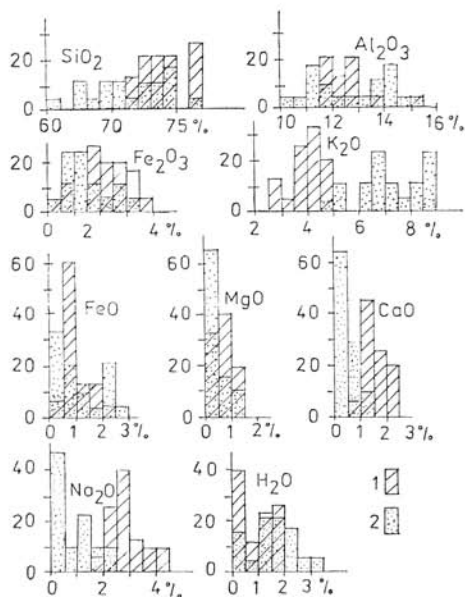 SiO₂ Al₂O₃
20 20
0 0
60 70 75 % 10 12 14 16 %
Fe₂O₃ K₂O
20 20
0 0
0 2 4 % 2 4 6 8 %
FeO MgO CaO
60 60 60
40 40 40
20 20 20
0 0 0
0 1 2 3% 0 1 2% 0 1 2 3%
Na₂O H₂O 1
40 40 2
20 20
0 0
0 2 4% 0 1 2 3 %